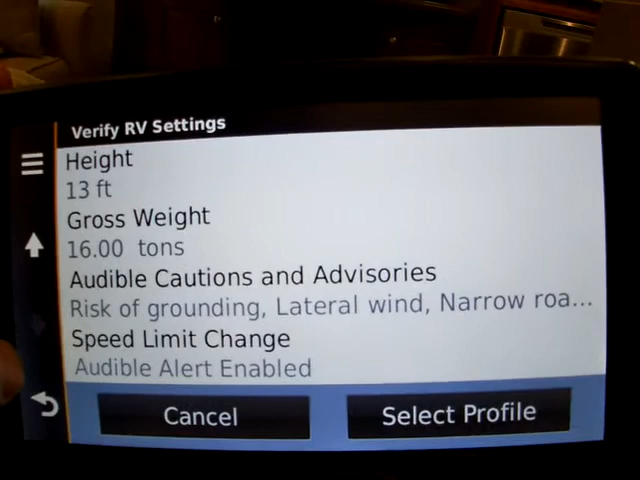 Verify RV Settings
Height
13 ft
Gross Weight
16.00 tons
Audible Cautions and Advisories
Risk of grounding, Lateral wind, Narrow roa...
Speed Limit Change
Audible Alert Enabled
Cancel
Select Profile